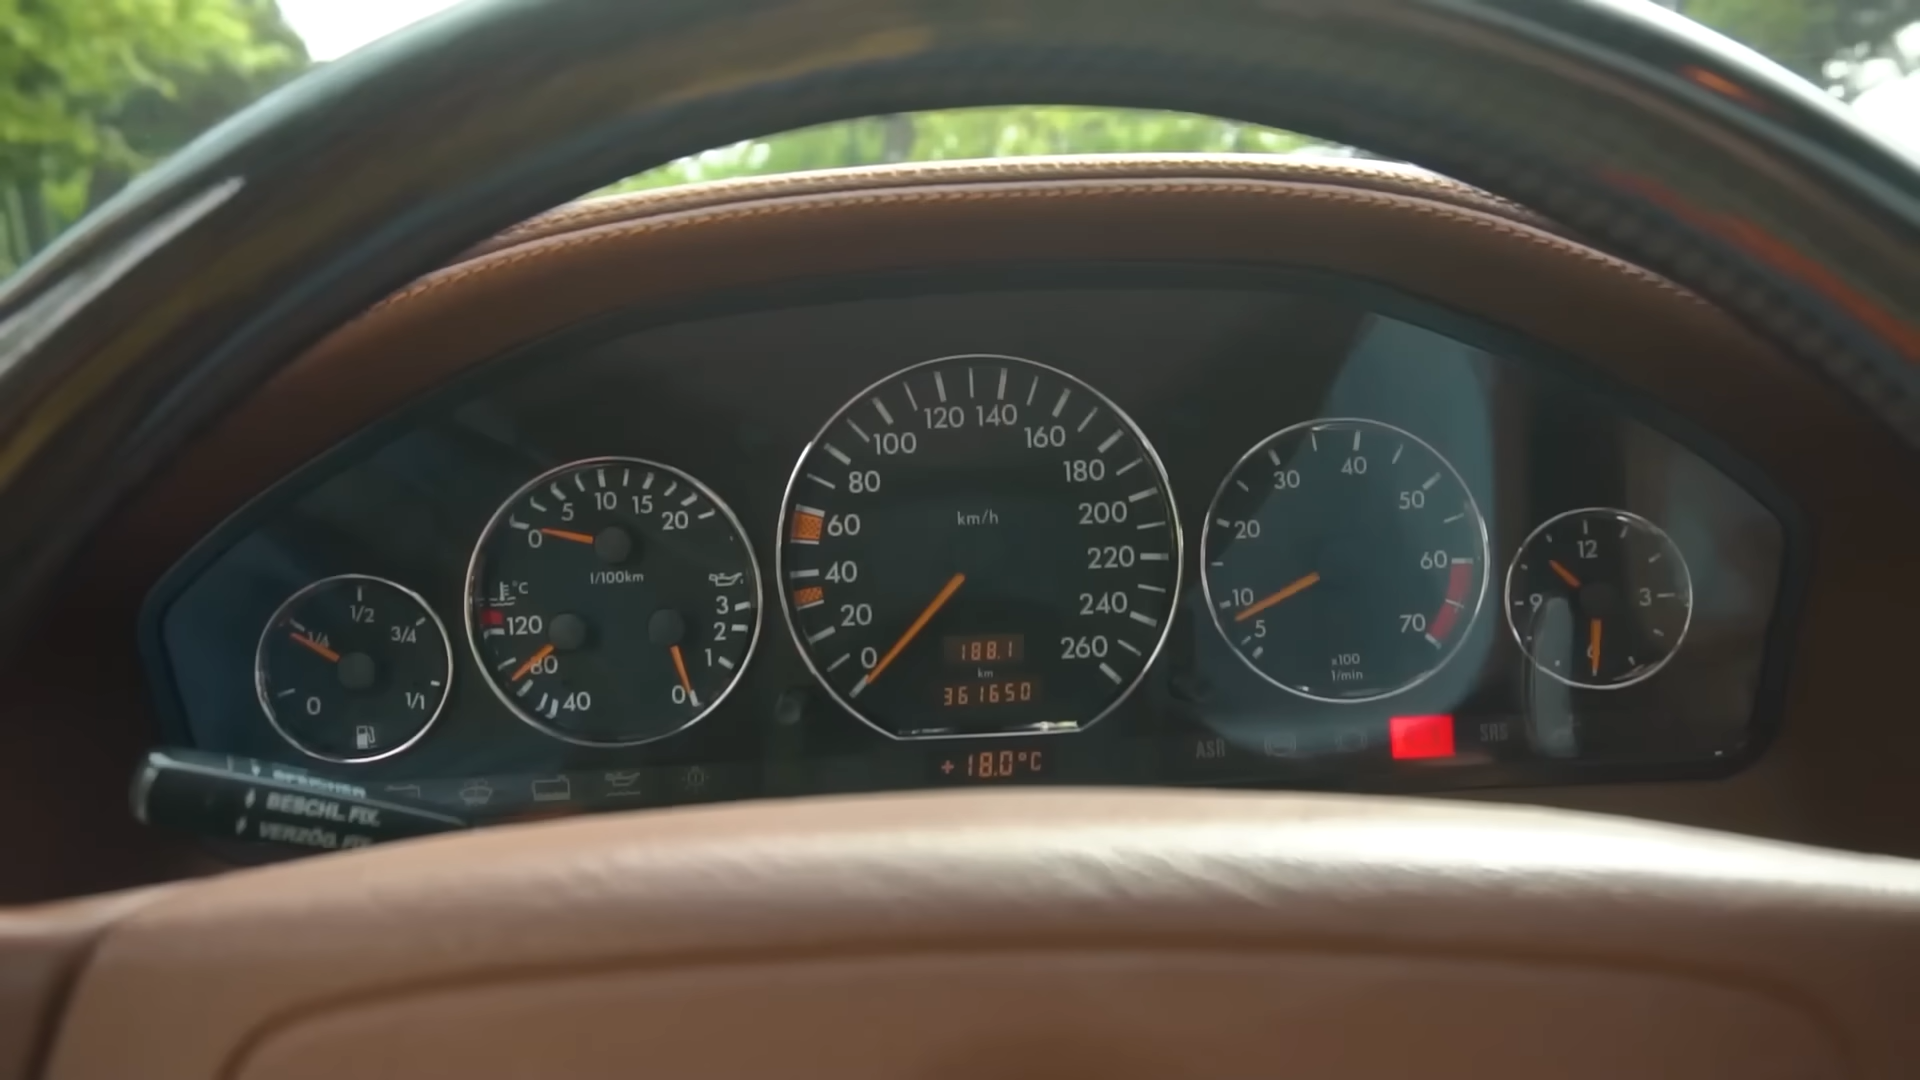 0 1/4 1/2 3/4 1/1
0 5 10 15 20
l/100km
°C
120
80
40
3
2
1
0
0 20 40 60 80 100 120 140 160 180 200 220 240 260
km/h
188.1
km
361650
+18.0°C
5 10 20 30 40 50 60 70
x100
1/min
12
3
6
9
ASR
SRS
BESCHL. FIX.
VERZÖG. FIX.